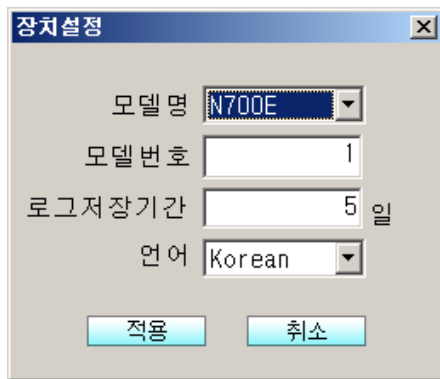 장치설정
모델명 N700E
모델번호 1
로그저장기간 5 일
언어 Korean
적용 취소